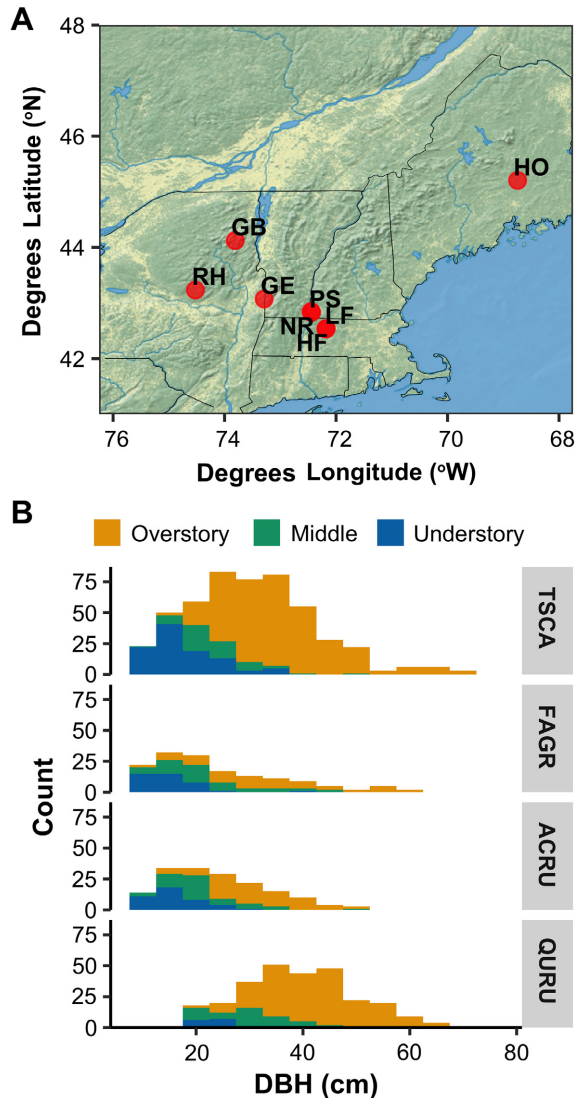 A
48
46
44
42
Degrees Latitude (°N)
HO
GB
RH
GE
PS
NR LF
HF
76 74 72 70 68
Degrees Longitude (°W)
B
Overstory Middle Understory
75
50
25
0
TSCA
75
50
25
0
FAGR
75
50
25
0
ACRU
75
50
25
0
QURU
Count
20 40 60 80
DBH (cm)